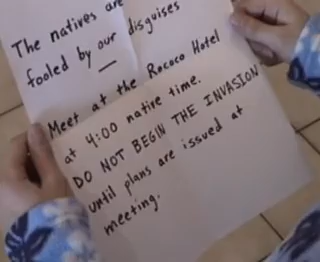 The natives are
fooled by our disguises
Meet at the Rococo Hotel
at 4:00 native time.
DO NOT BEGIN THE INVASION
until plans are issued at
meeting.